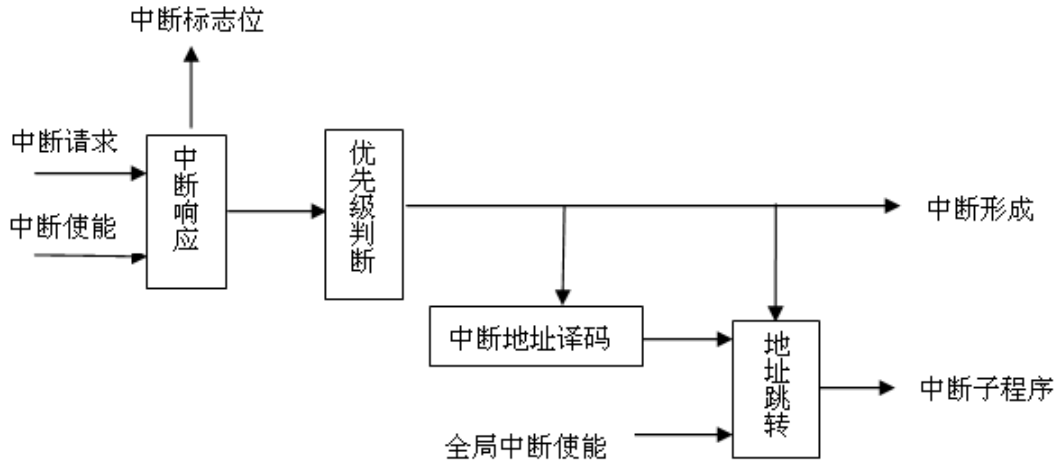 中断标志位
中断请求
中断使能
中断响应
优先级判断
中断形成
中断地址译码
地址跳转
中断子程序
全局中断使能